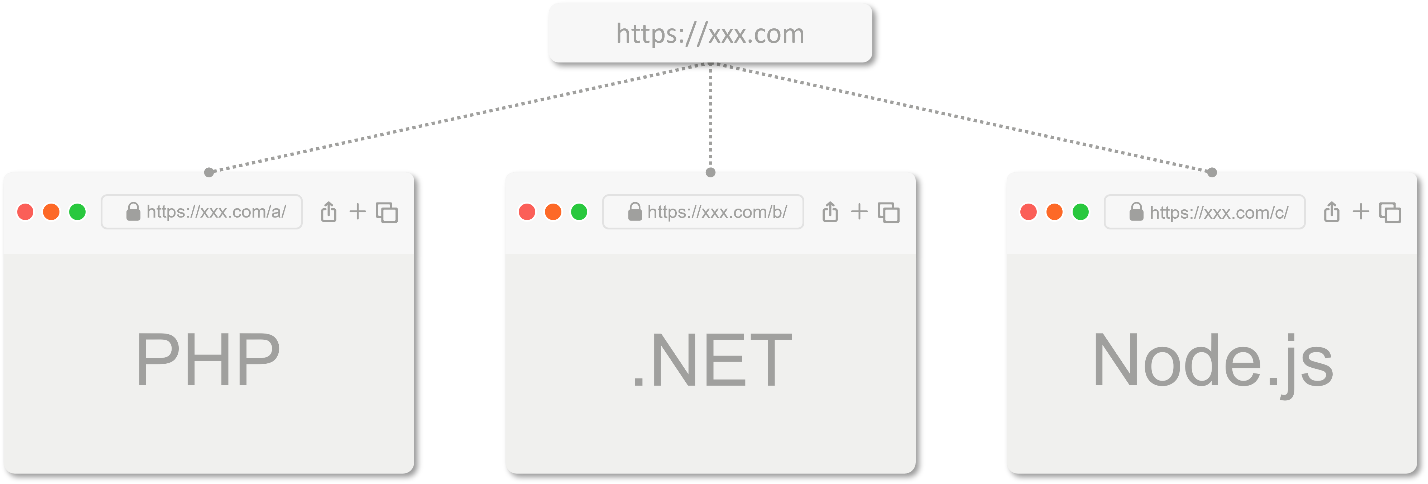 https://xxx.com
https://xxx.com/a/
https://xxx.com/b/
https://xxx.com/c/
PHP
.NET
Node.js